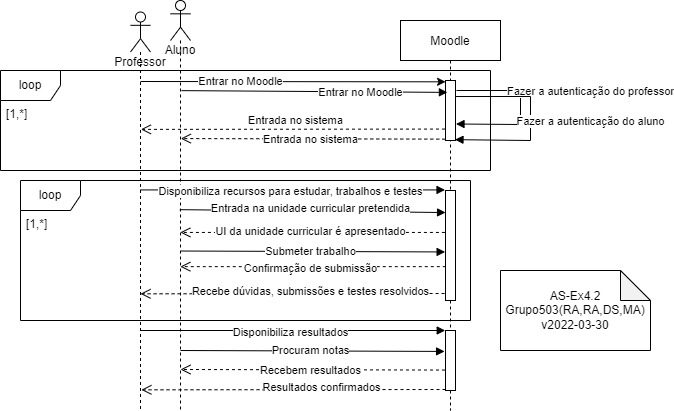 Professor
Aluno
Moodle
loop
[1,*]
Entrar no Moodle
Entrar no Moodle
Fazer a autenticação do professor
Fazer a autenticação do aluno
Entrada no sistema
Entrada no sistema
loop
[1,*]
Disponibiliza recursos para estudar, trabalhos e testes
Entrada na unidade curricular pretendida
UI da unidade curricular é apresentado
Submeter trabalho
Confirmação de submissão
Recebe dúvidas, submissões e testes resolvidos
AS-Ex4.2
Grupo503(RA,RA,DS,MA)
v2022-03-30
Disponibiliza resultados
Procuram notas
Recebem resultados
Resultados confirmados